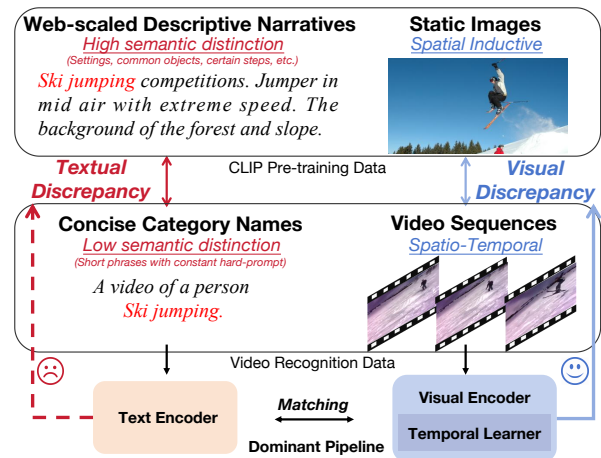 Web-scaled Descriptive Narratives
High semantic distinction
(Settings, common objects, certain steps, etc.)
Ski jumping competitions. Jumper in
mid air with extreme speed. The
background of the forest and slope.
Static Images
Spatial Inductive
Textual
Discrepancy
CLIP Pre-training Data
Visual
Discrepancy
Concise Category Names
Low semantic distinction
(Short phrases with constant hard-prompt)
A video of a person
Ski jumping.
Video Sequences
Spatio-Temporal
Video Recognition Data
Text Encoder
Matching
Dominant Pipeline
Visual Encoder
Temporal Learner